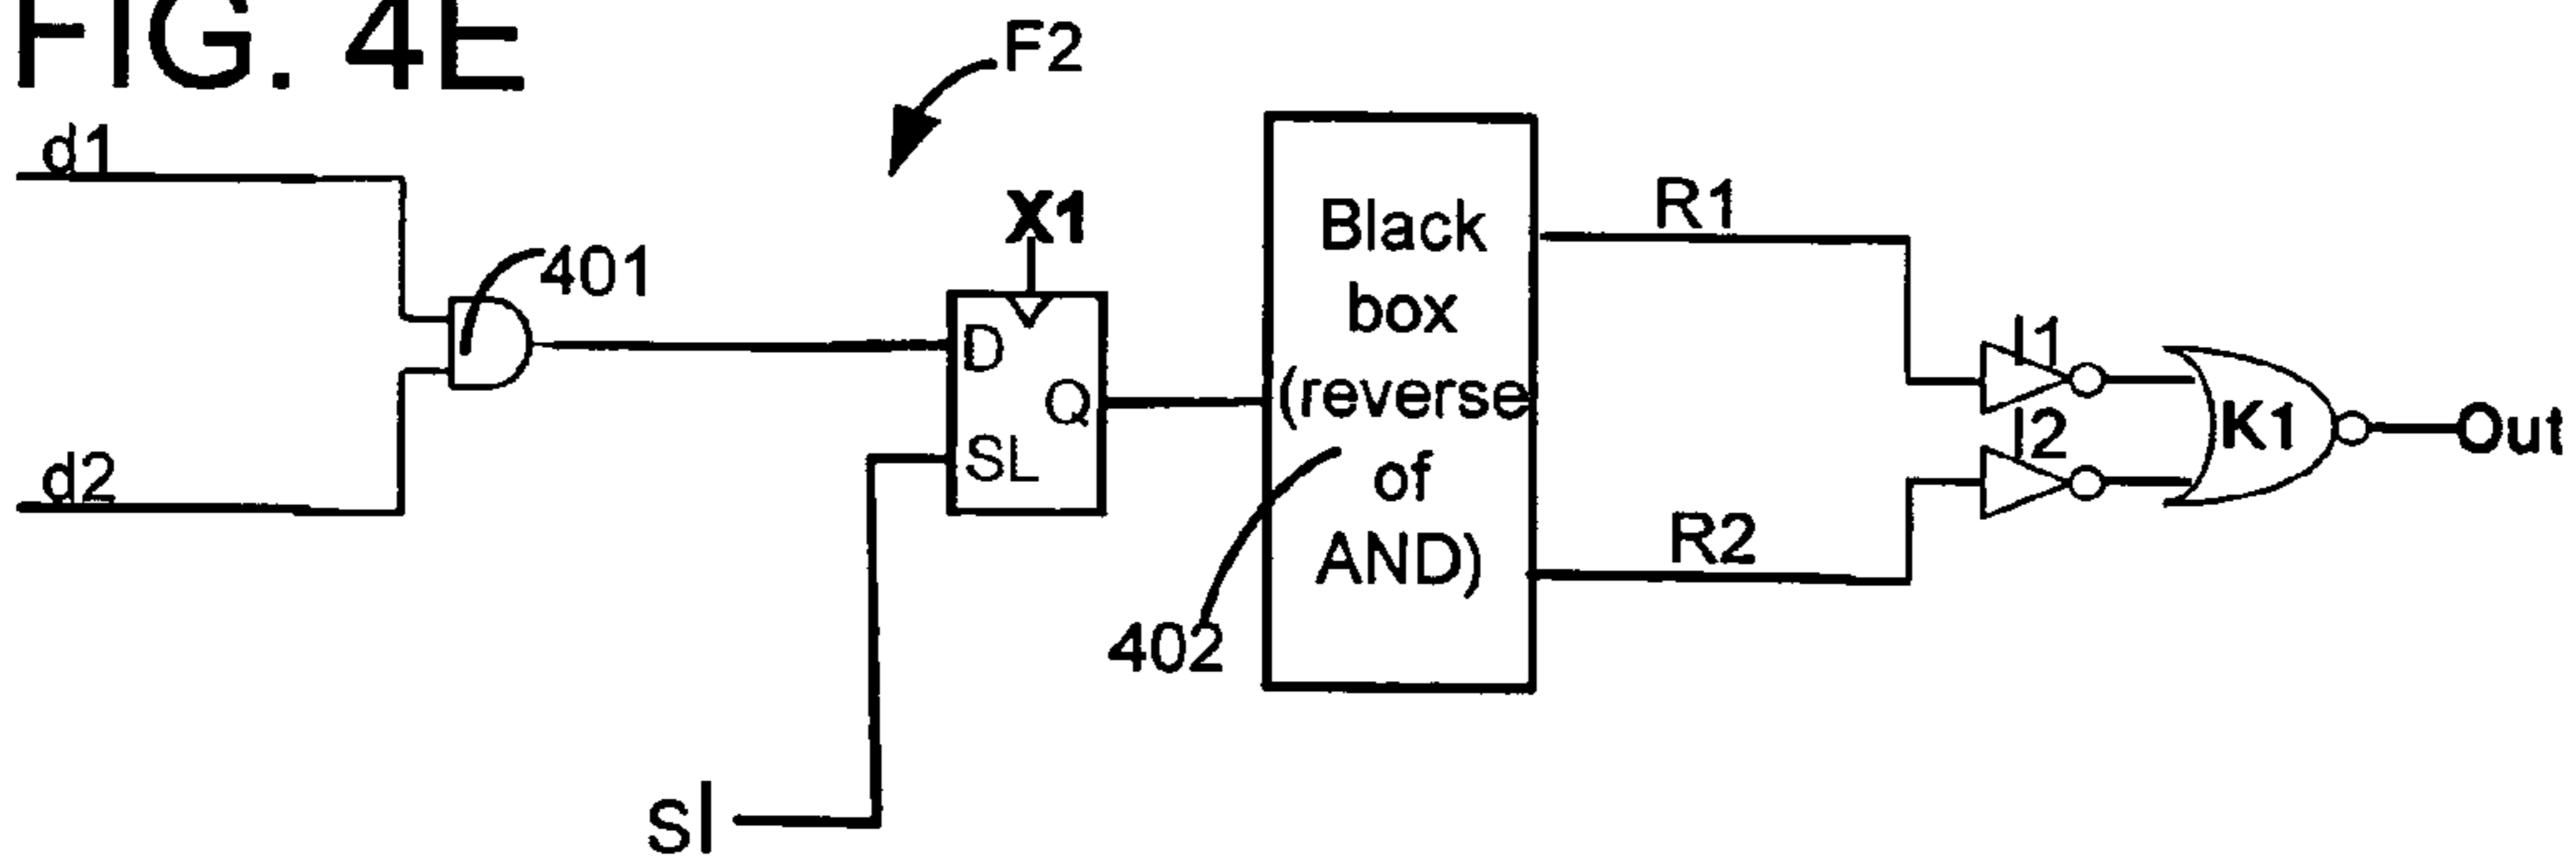 FIG. 4E
F2
d1
X1
401
D
Q
SL
d2
Sl
Black
box
(reverse
of
AND)
402
R1
R2
I1
I2
K1
Out